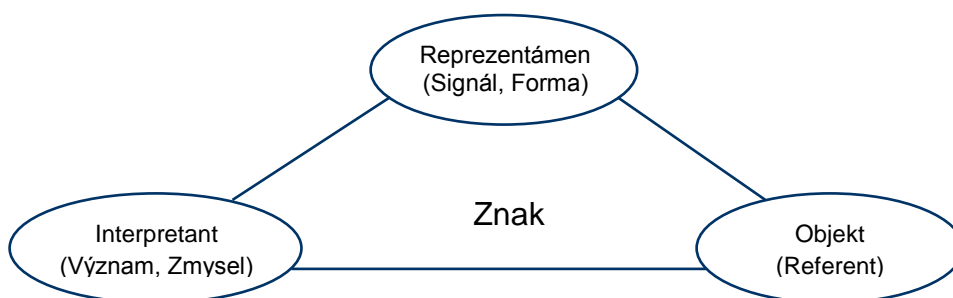 Reprezentámen
(Signál, Forma)
Znak
Interpretant
(Význam, Zmysel)
Objekt
(Referent)